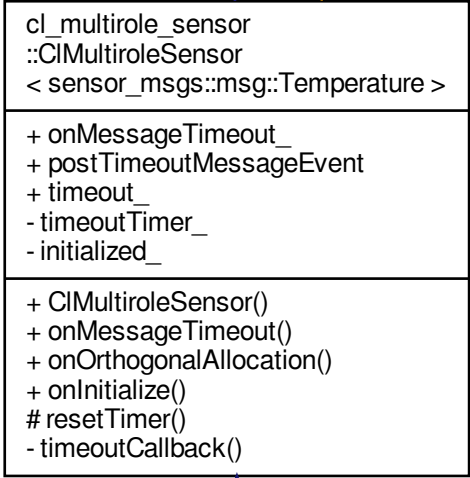 cl_multirole_sensor
::ClMultiroleSensor
< sensor_msgs::msg::Temperature >
+ onMessageTimeout_
+ postTimeoutMessageEvent
+ timeout_
- timeoutTimer_
- initialized_
+ ClMultiroleSensor()
+ onMessageTimeout()
+ onOrthogonalAllocation()
+ onInitialize()
# resetTimer()
- timeoutCallback()